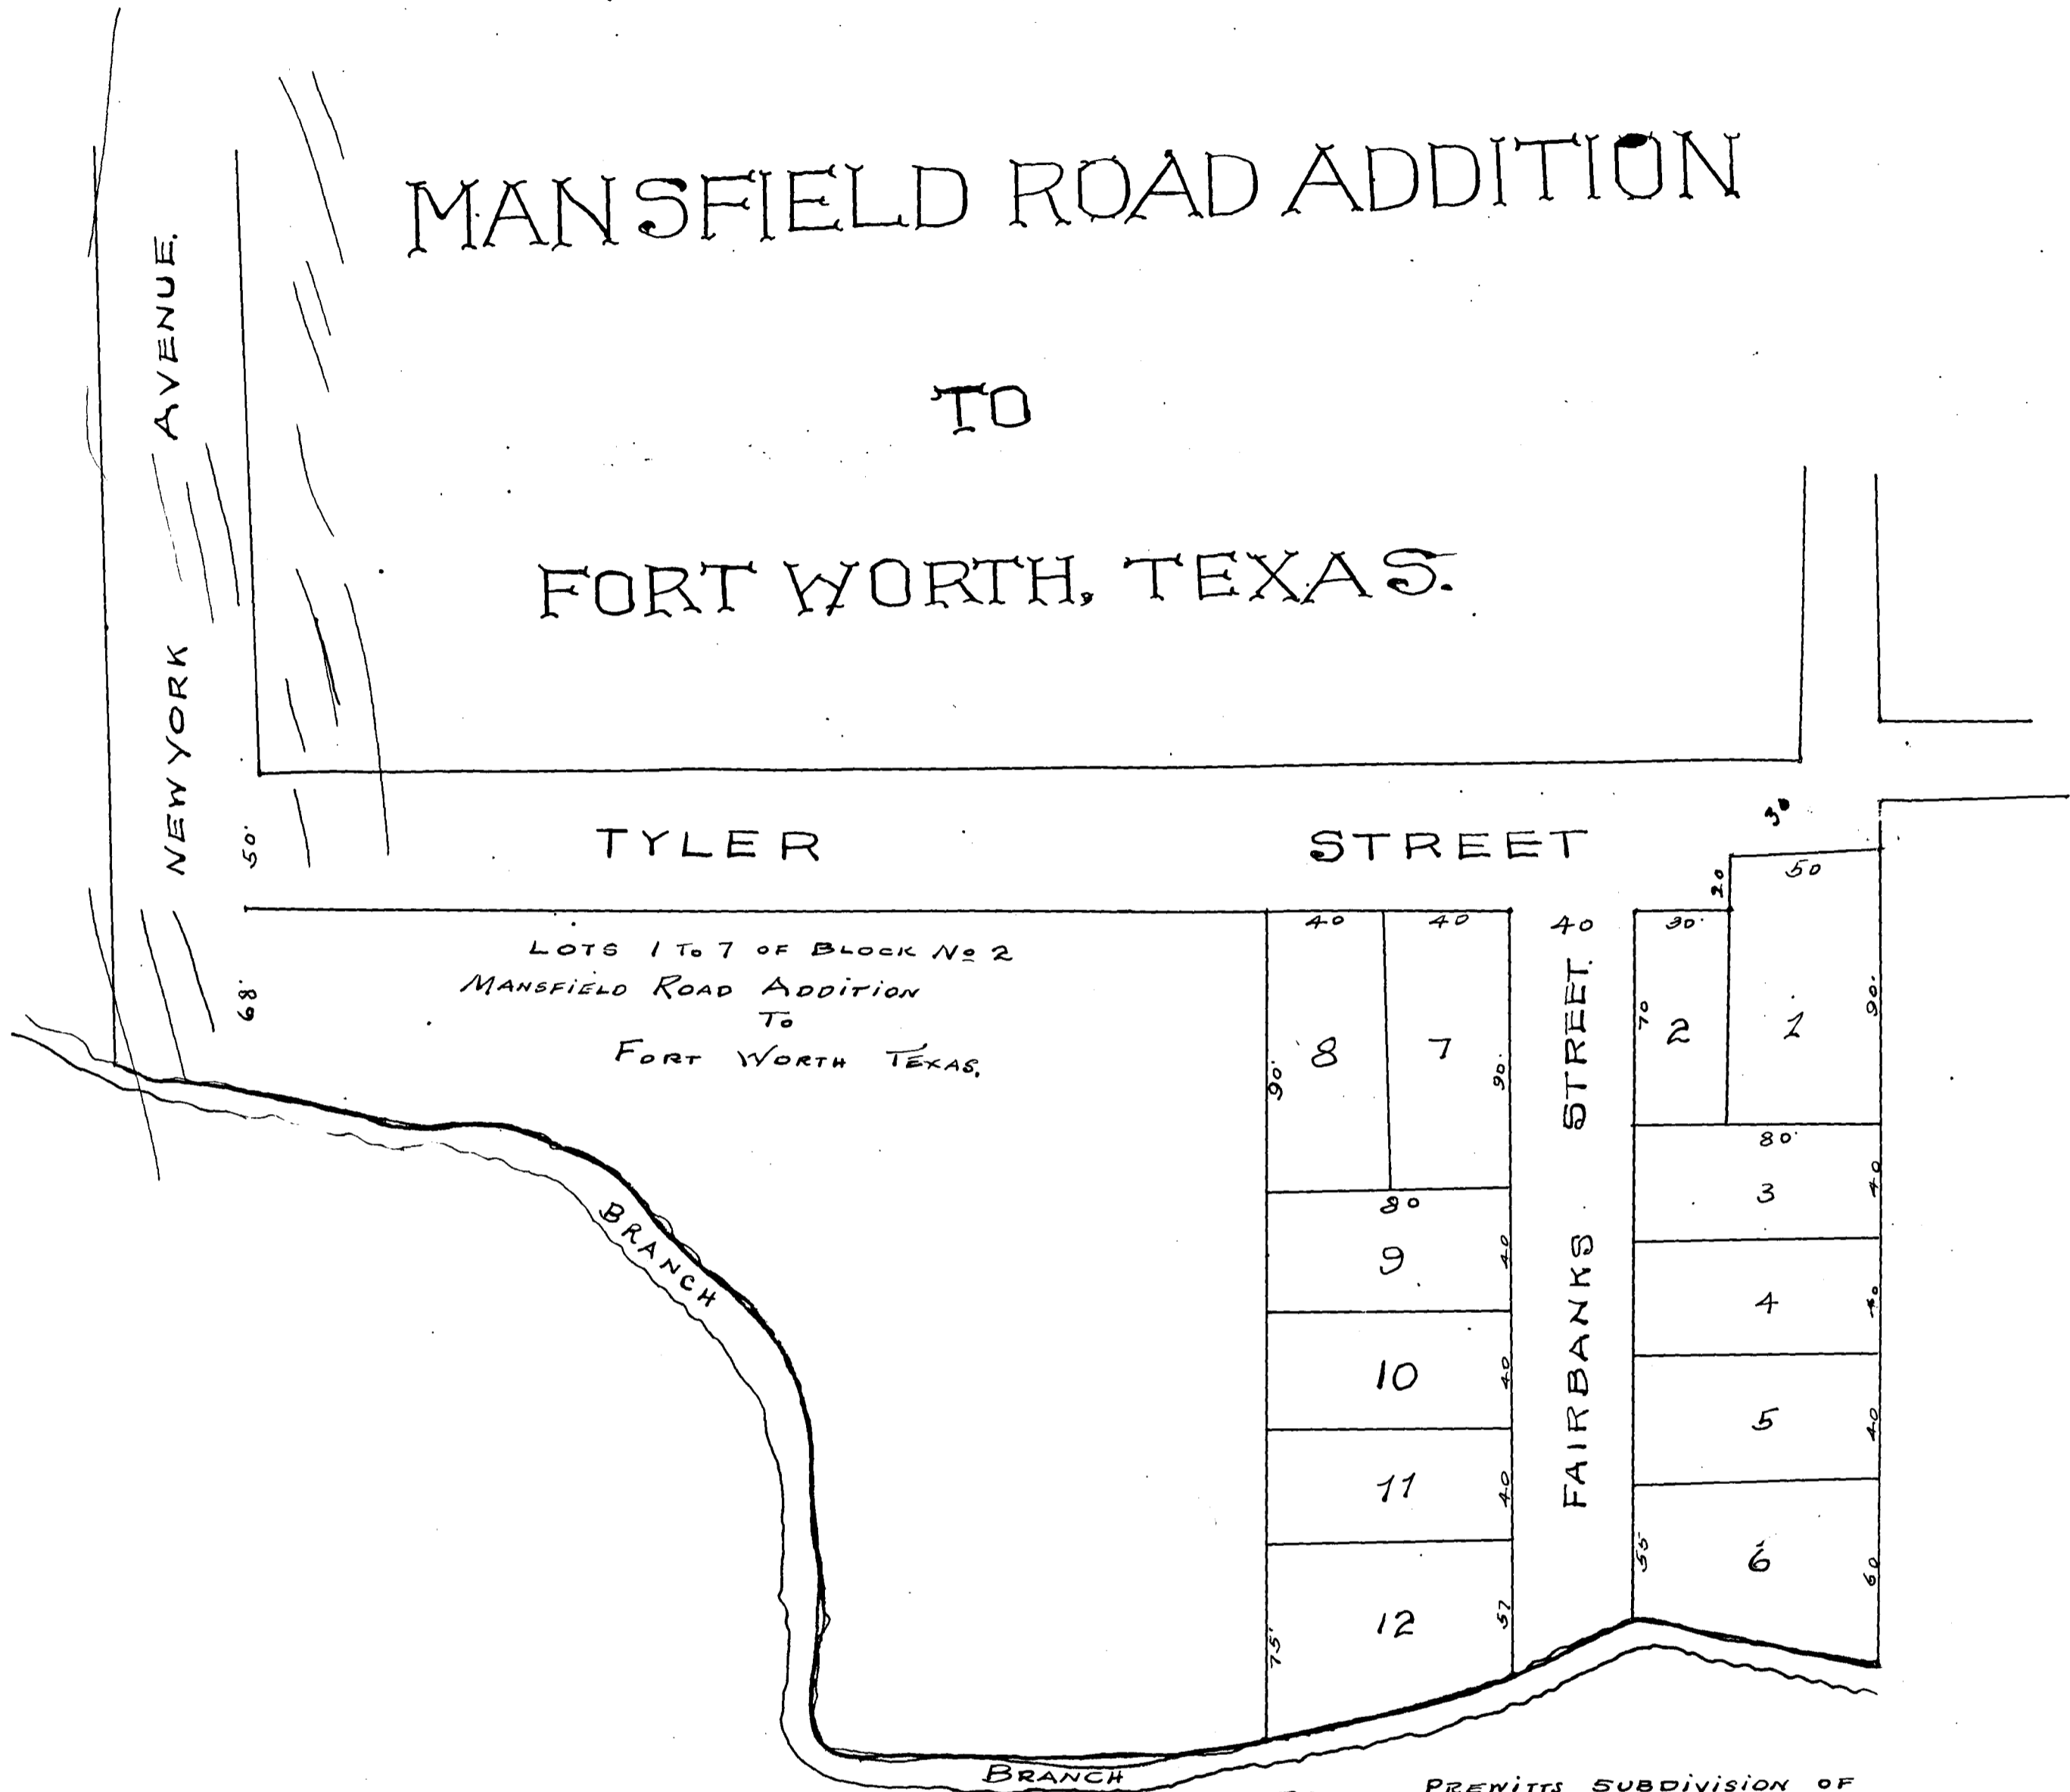 MANSFIELD ROAD ADDITION
TO
FORT WORTH, TEXAS.
NEW YORK AVENUE.
50'
68'
TYLER STREET
30
LOTS 1 To 7 OF BLOCK No 2
MANSFIELD ROAD ADDITION
To
FORT WORTH TEXAS.
40
40
90'
8
7
90'
80
9
40
10
40
11
40
75'
12
57
40
FAIRBANKS STREET.
20
50
30'
70
2
1
90'
80'
3
40
4
40
5
40
55
6
60
BRANCH
BRANCH
PREWITTS SUBDIVISION OF